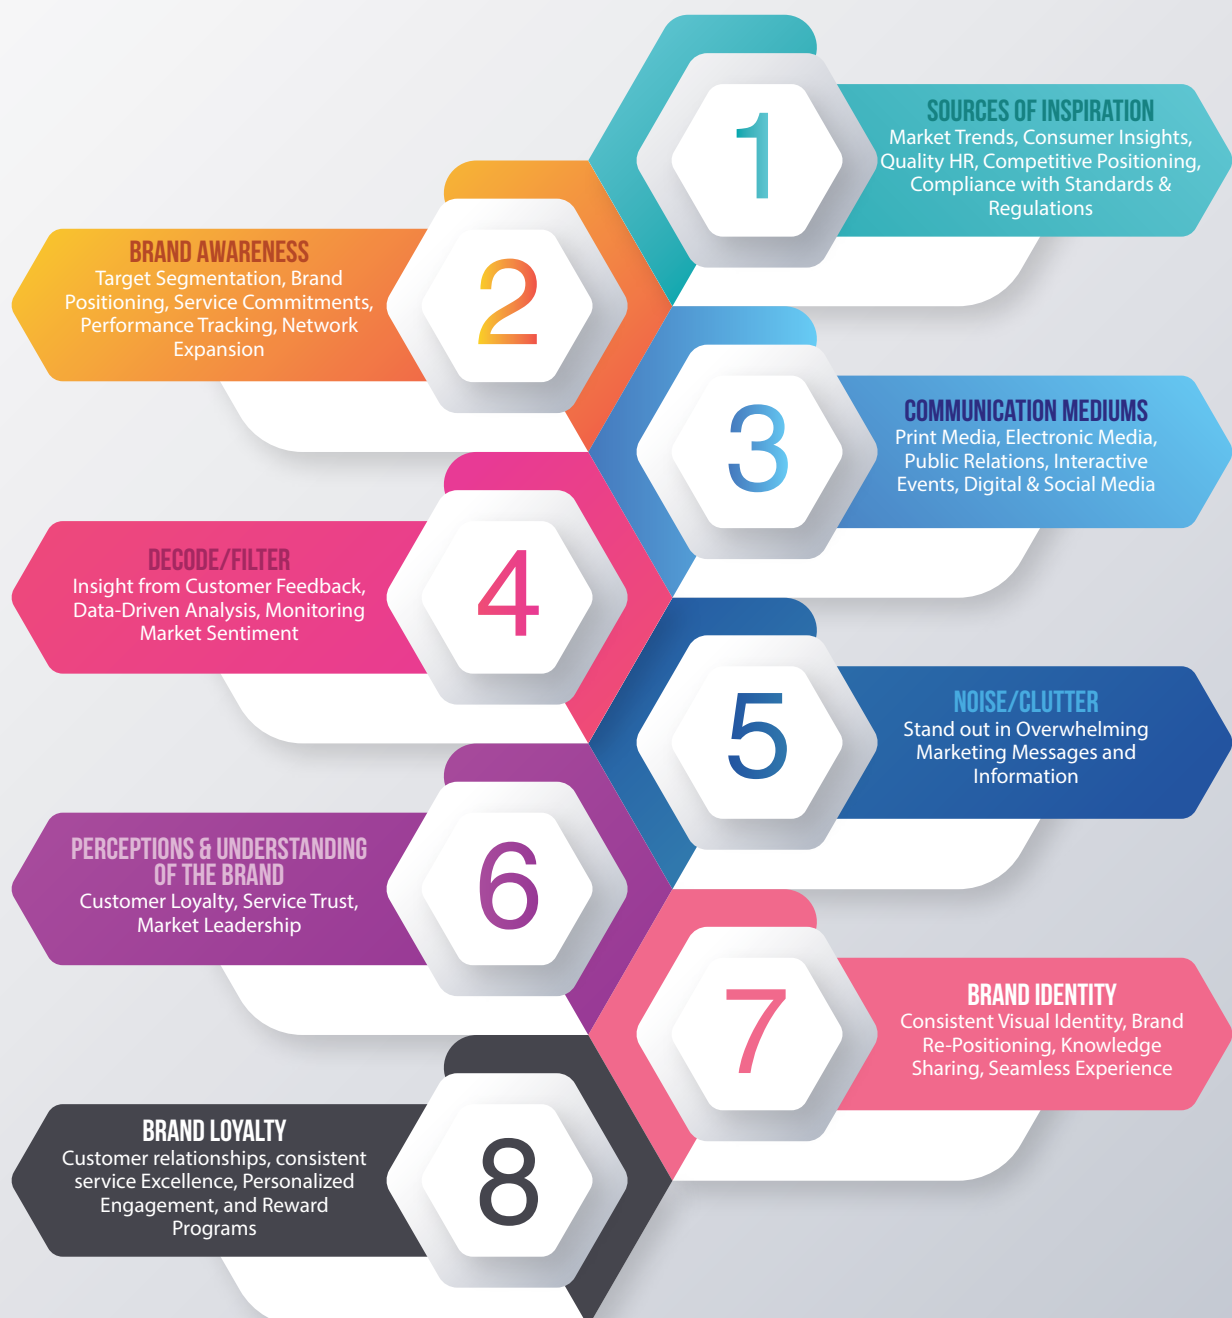 1
SOURCES OF INSPIRATION
Market Trends, Consumer Insights,
Quality HR, Competitive Positioning,
Compliance with Standards &
Regulations
2
BRAND AWARENESS
Target Segmentation, Brand
Positioning, Service Commitments,
Performance Tracking, Network
Expansion
3
COMMUNICATION MEDIUMS
Print Media, Electronic Media,
Public Relations, Interactive
Events, Digital & Social Media
4
DECODE/FILTER
Insight from Customer Feedback,
Data-Driven Analysis, Monitoring
Market Sentiment
5
NOISE/CLUTTER
Stand out in Overwhelming
Marketing Messages and
Information
6
PERCEPTIONS & UNDERSTANDING
OF THE BRAND
Customer Loyalty, Service Trust,
Market Leadership
7
BRAND IDENTITY
Consistent Visual Identity, Brand
Re-Positioning, Knowledge
Sharing, Seamless Experience
8
BRAND LOYALTY
Customer relationships, consistent
service Excellence, Personalized
Engagement, and Reward
Programs